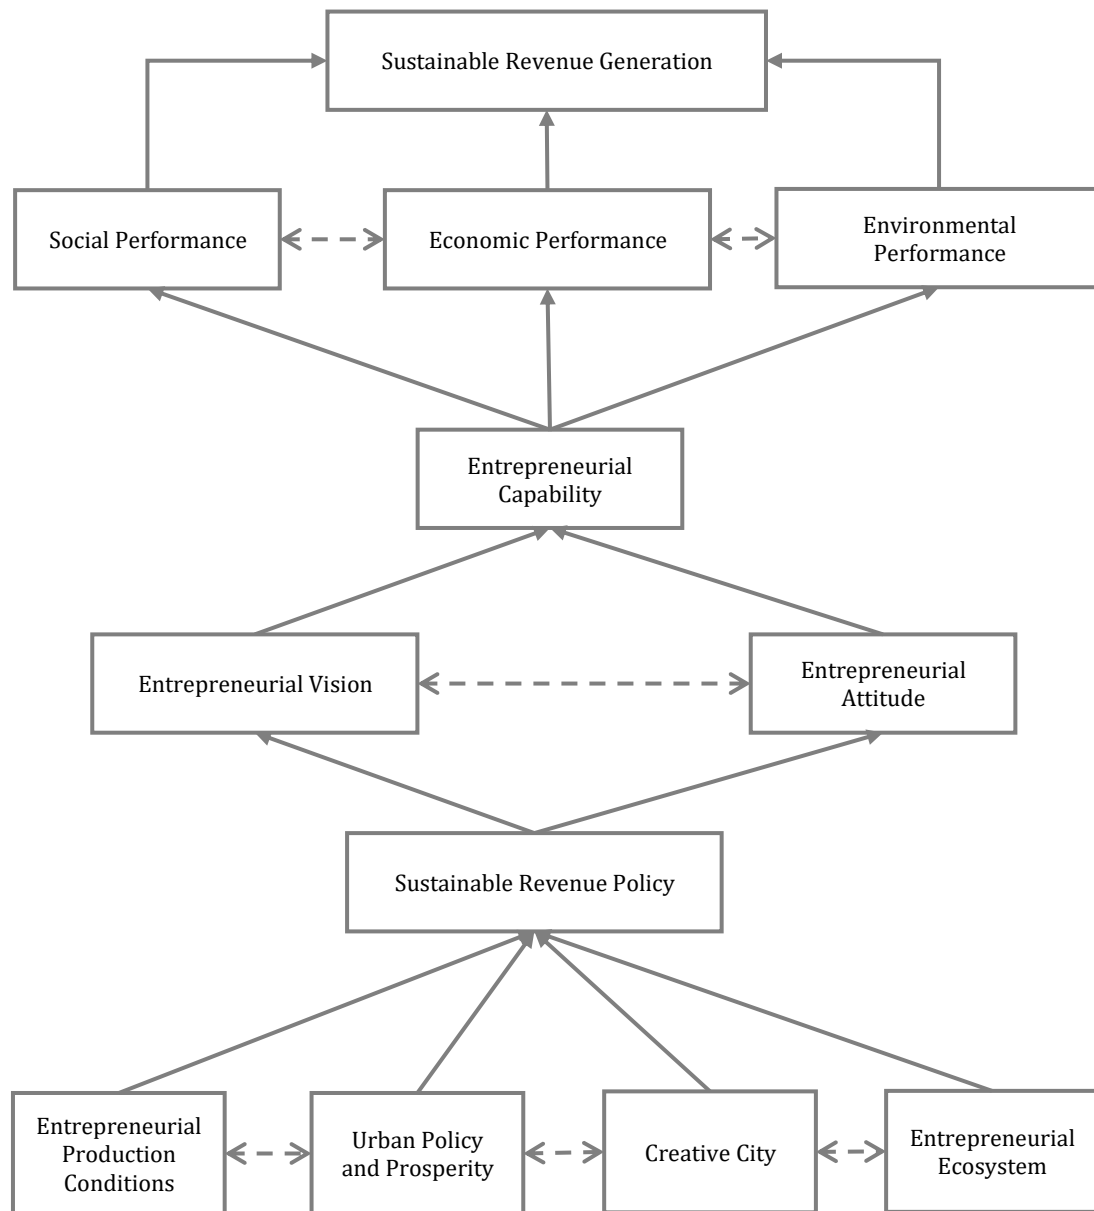 Sustainable Revenue Generation
Social Performance
Economic Performance
Environmental
Performance
Entrepreneurial
Capability
Entrepreneurial Vision
Entrepreneurial
Attitude
Sustainable Revenue Policy
Entrepreneurial
Production
Conditions
Urban Policy
and Prosperity
Creative City
Entrepreneurial
Ecosystem